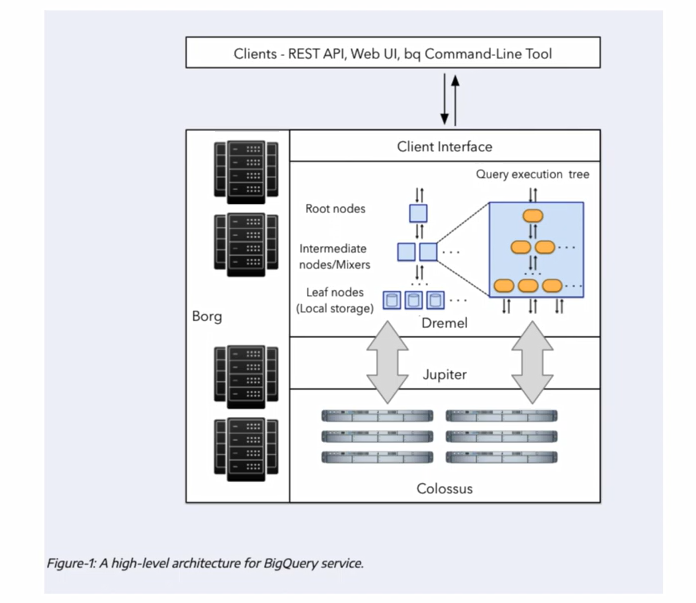 Clients - REST API, Web UI, bq Command-Line Tool
Client Interface
Query execution tree
Root nodes
Intermediate
nodes/Mixers
Leaf nodes
(Local storage)
Dremel
Borg
Jupiter
Colossus
Figure-1: A high-level architecture for BigQuery service.